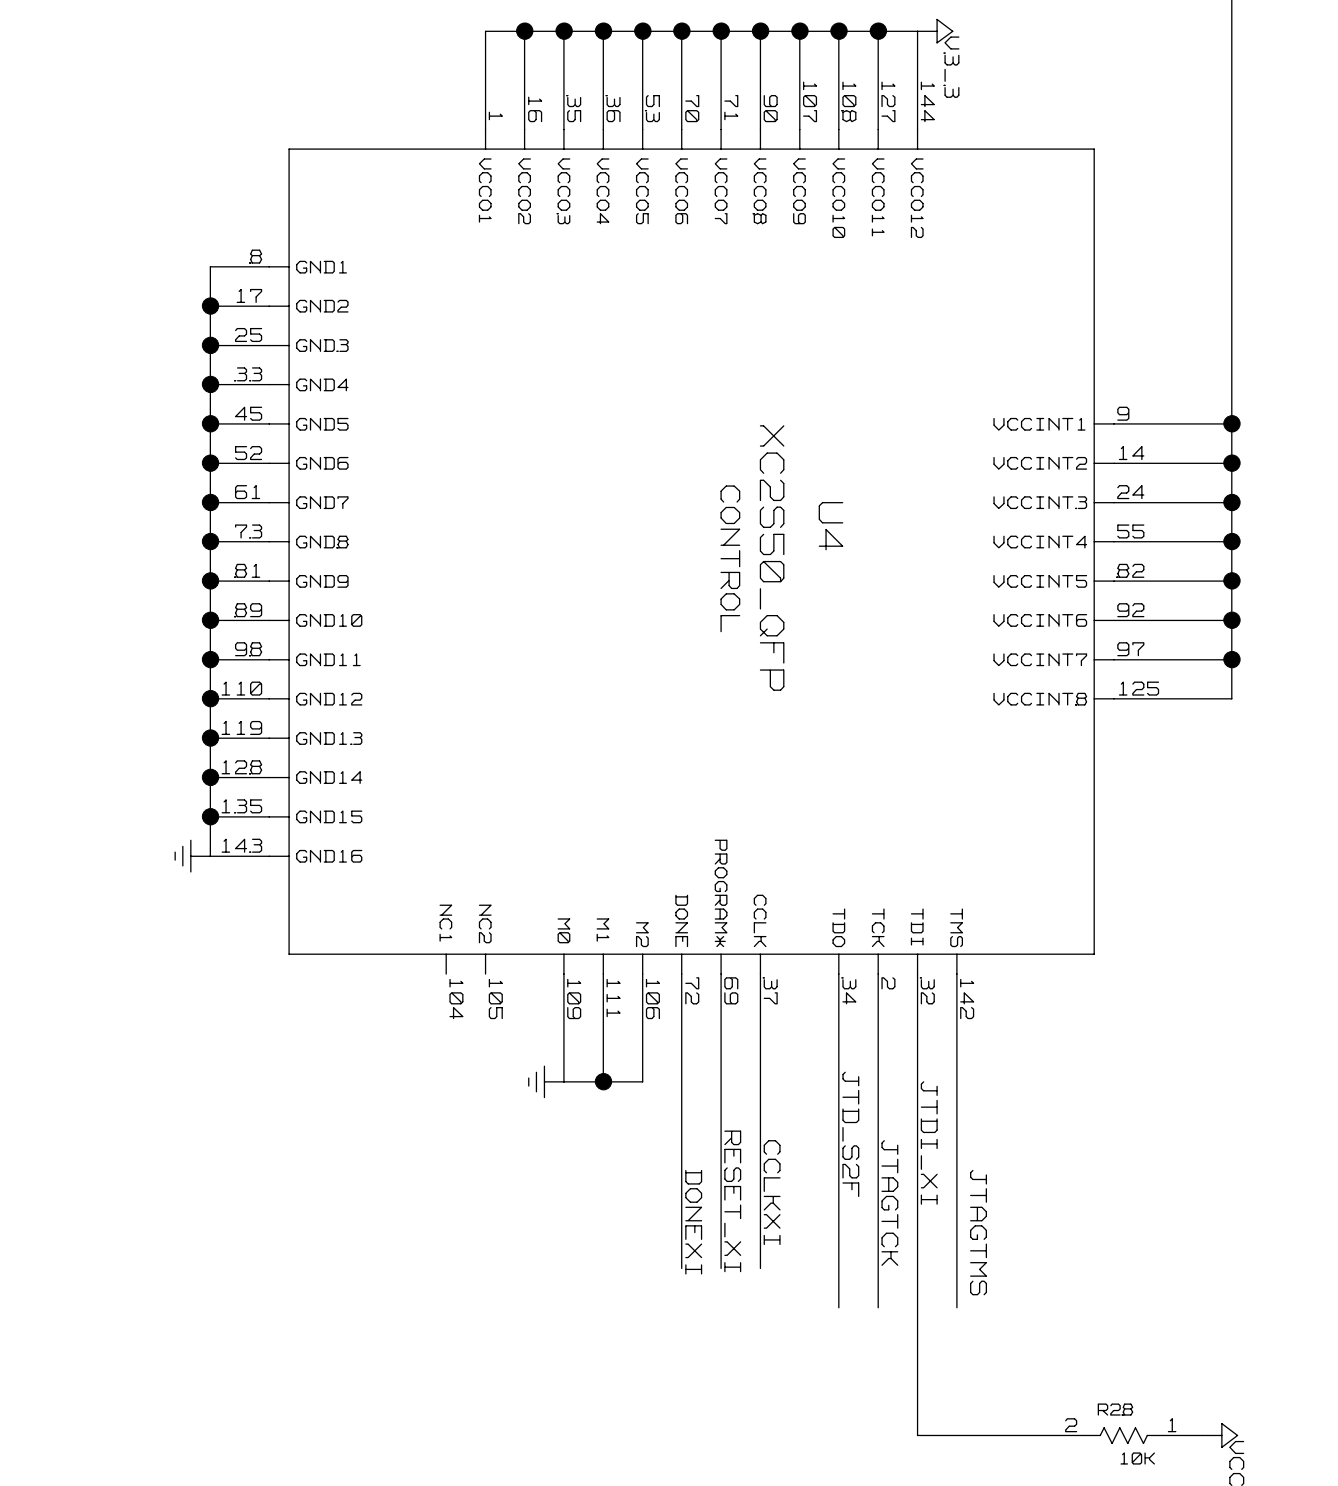 V3_3
1
16
35
36
53
70
71
90
107
108
127
144
VCCO1
VCCO2
VCCO3
VCCO4
VCCO5
VCCO6
VCCO7
VCCO8
VCCO9
VCCO10
VCCO11
VCCO12
8 GND1
17 GND2
25 GND3
33 GND4
45 GND5
52 GND6
61 GND7
73 GND8
81 GND9
89 GND10
98 GND11
110 GND12
119 GND13
128 GND14
135 GND15
143 GND16
U4
XC2S50_QFP
CONTROL
VCCINT1 9
VCCINT2 14
VCCINT3 24
VCCINT4 55
VCCINT5 82
VCCINT6 92
VCCINT7 97
VCCINT8 125
NC1 104
NC2 105
M0 109
M1 111
M2 106
DONE 72 DONEXI
PROGRAM* 69 RESET_XI
CCLK 37 CCLKXI
TDO 34 JTD_S2F
TCK 2 JTAGTCK
TDI 32 JTDI_XI
TMS 142 JTAGTMS
R28
2 1
10K
VCC